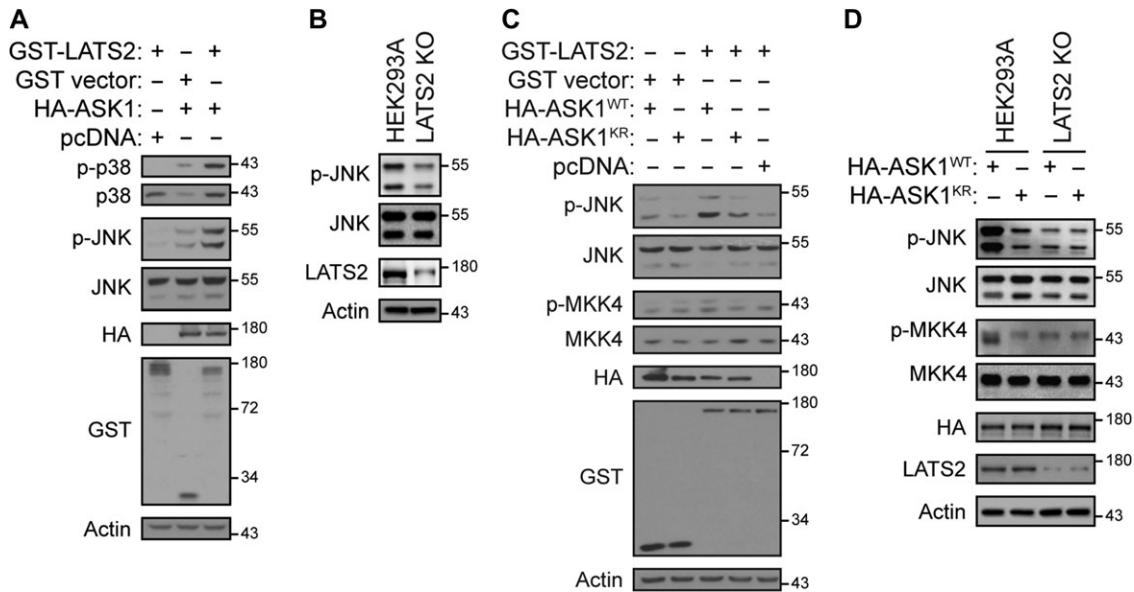 A
GST-LATS2: + – +
GST vector: – + –
HA-ASK1: – + +
pcDNA: + – –
p-p38 43
p38 43
p-JNK 55
JNK 55
HA 180
GST 180
72
34
Actin 43
B
HEK293A
LATS2 KO
p-JNK 55
JNK 55
LATS2 180
Actin 43
C
GST-LATS2: – – + + +
GST vector: + + – – –
HA-ASK1WT: + – + – –
HA-ASK1KR: – + – + –
pcDNA: – – – – +
p-JNK 55
JNK 55
p-MKK4 43
MKK4 43
HA 180
GST 180
72
34
Actin 43
D
HEK293A
LATS2 KO
HA-ASK1WT: + – + –
HA-ASK1KR: – + – +
p-JNK 55
JNK 55
p-MKK4 43
MKK4 43
HA 180
LATS2 180
Actin 43